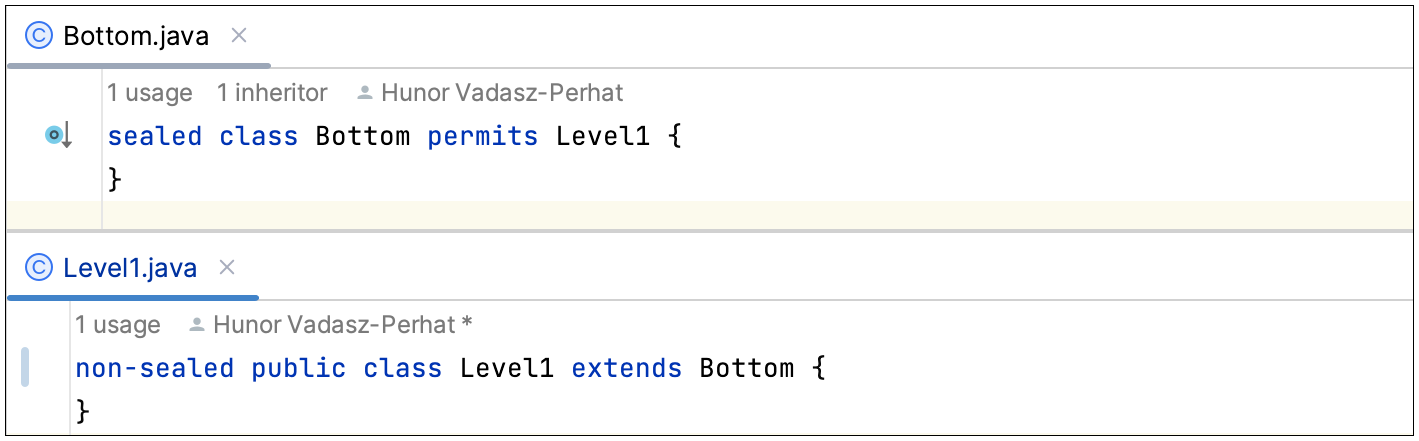 Bottom.java
1 usage 1 inheritor Hunor Vadasz-Perhat
sealed class Bottom permits Level1 {
}
Level1.java
1 usage Hunor Vadasz-Perhat *
non-sealed public class Level1 extends Bottom {
}